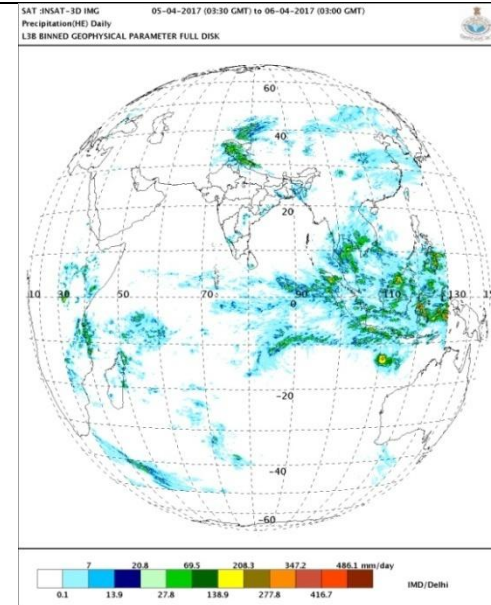 SAT :INSAT-3D IMG 05-04-2017 (03:30 GMT) to 06-04-2017 (03:00 GMT)
Precipitation(HE) Daily
L3B BINNED GEOPHYSICAL PARAMETER FULL DISK
60
40
20
10 30 50 70 90 110 130 15
0
-20
-40
-60
7 20.8 69.5 208.3 347.2 486.1 mm/day
0.1 13.9 27.8 138.9 277.8 416.7
IMD/Delhi